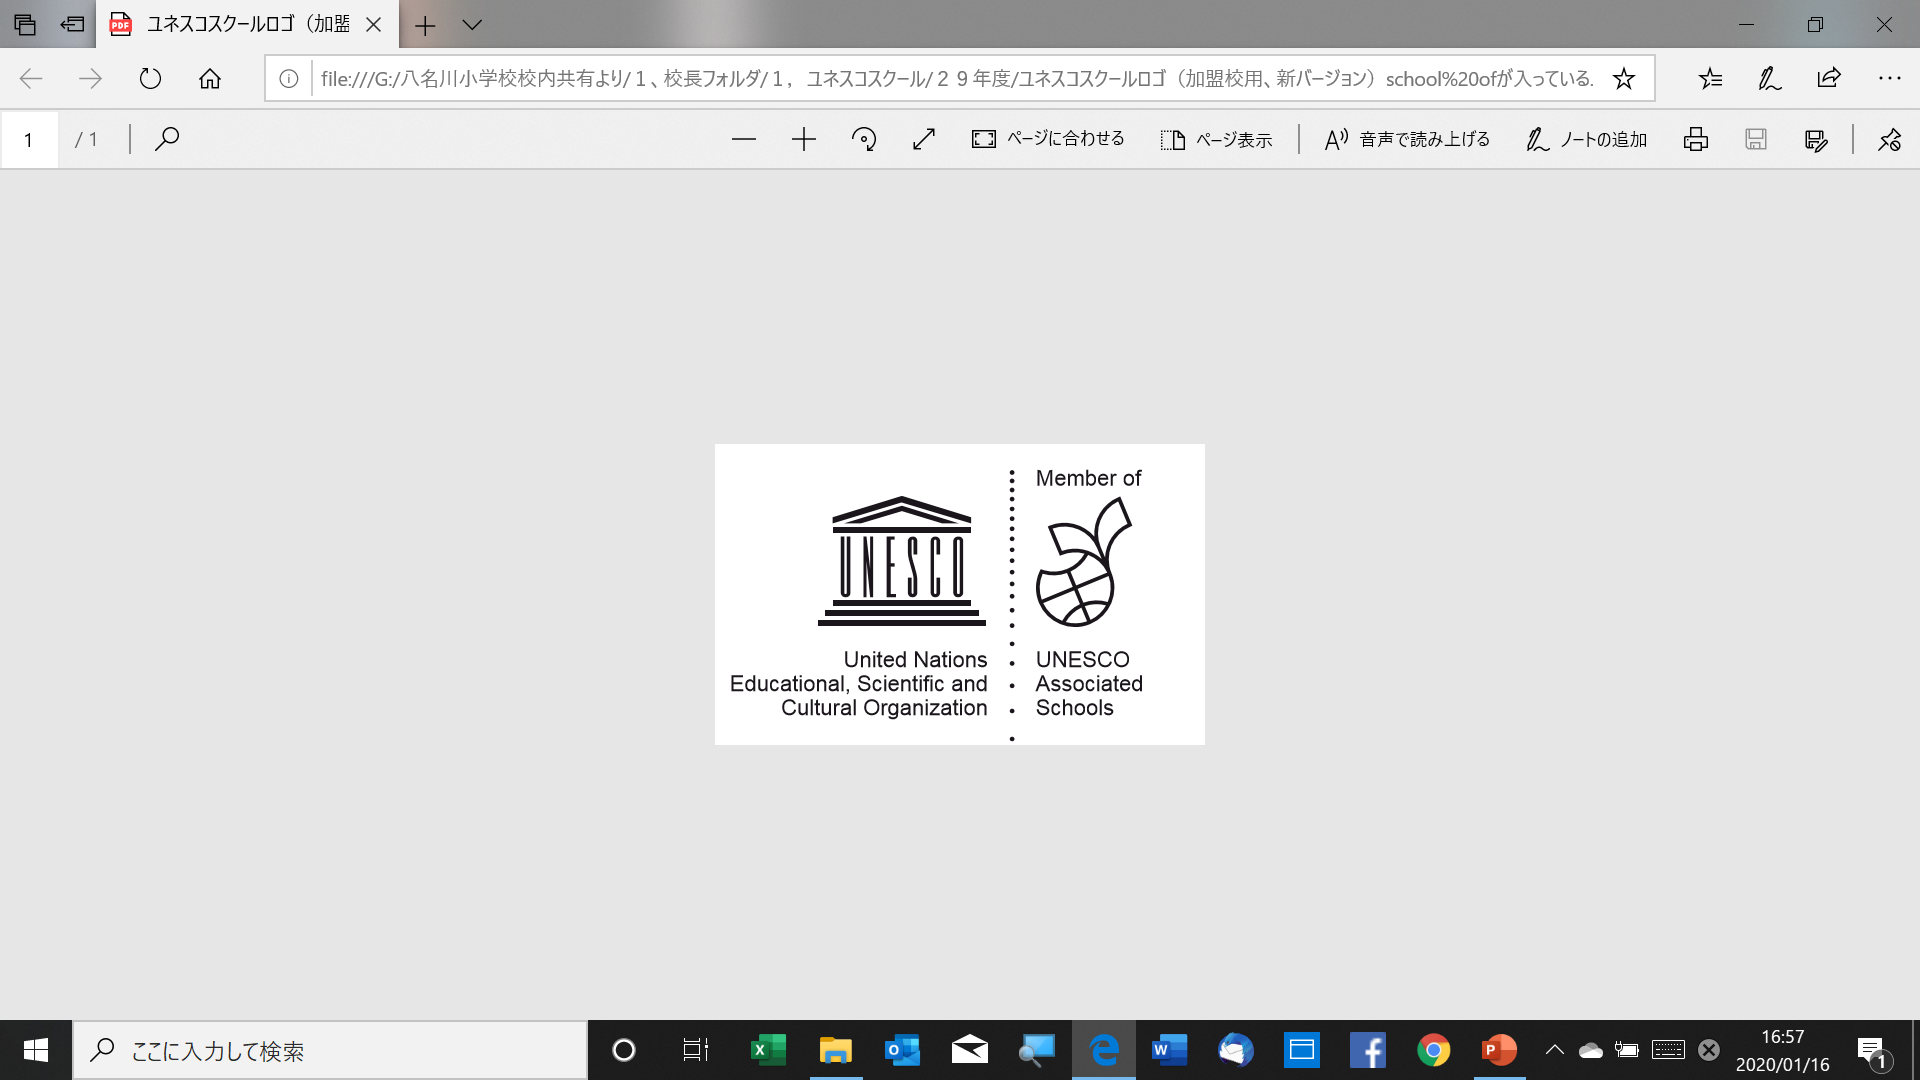 ユネスコスクールロゴ（加盟
file:///G:/八名川小学校校内共有より/１、校長フォルダ/１，ユネスコスクール/２９年度/ユネスコスクールロゴ（加盟校用、新バージョン）school%20ofが入っている.
1 / 1
ページに合わせる
ページ表示
音声で読み上げる
ノートの追加
Member of
UNESCO
United Nations
Educational, Scientific and
Cultural Organization
UNESCO
Associated
Schools
ここに入力して検索
16:57
2020/01/16
1